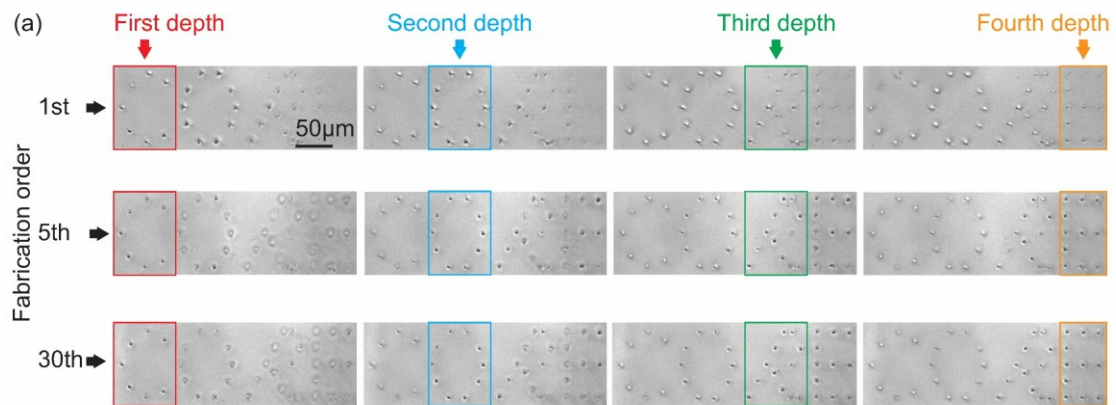 (a)
First depth
Second depth
Third depth
Fourth depth
Fabrication order
1st
50μm
5th
30th